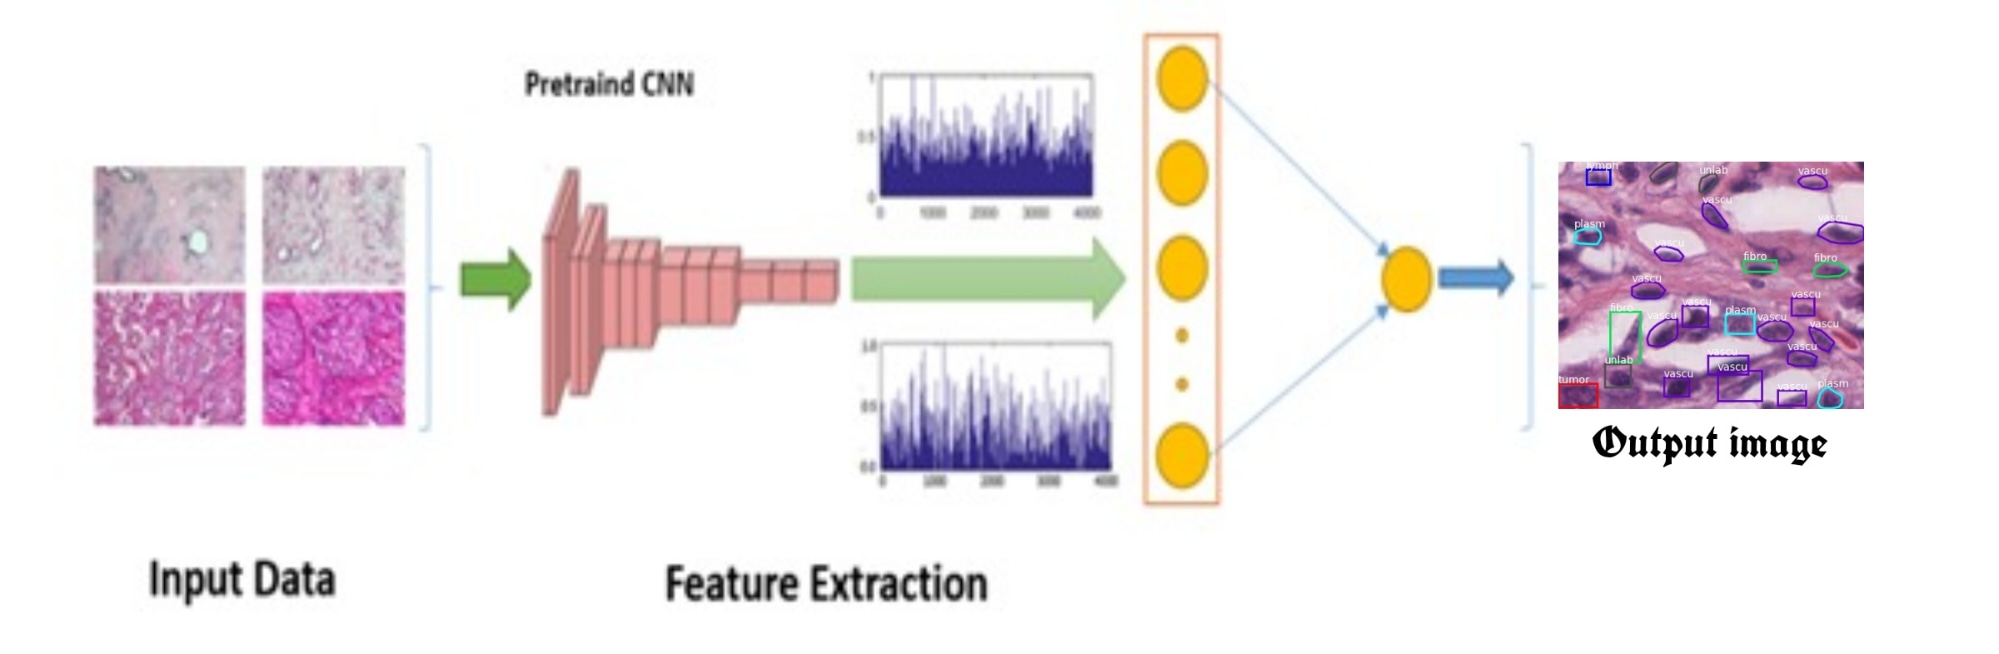 Pretraind CNN
1
0.5
0
0 1000 2000 3000 4000
1.0
0.5
0.0
0 1000 2000 3000 4000
unlab
vascu
vascu
vascu
plasm
vascu
fibro
fibro
vascu
vascu
vascu
fibro
vascu
plasm
vascu
vascu
vascu
vascu
unlab
vascu
vascu
tumor
vascu
plasm
Output image
Input Data
Feature Extraction